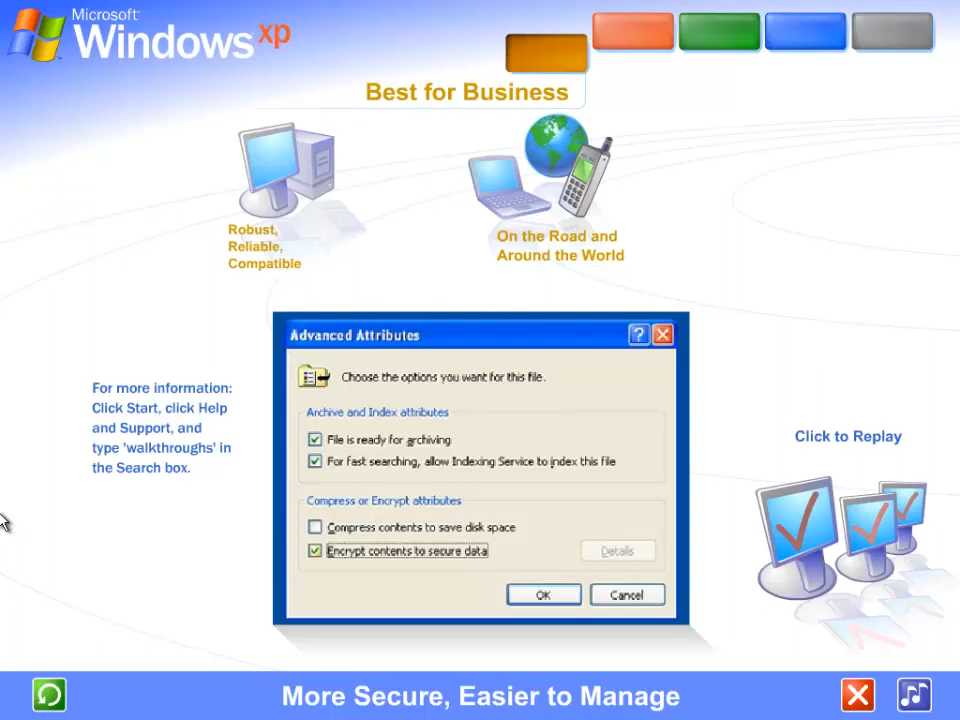 Microsoft®
Windows xp
Best for Business
Robust,
Reliable,
Compatible
On the Road and
Around the World
Advanced Attributes
?
Choose the options you want for this file.
Archive and Index attributes
File is ready for archiving
For fast searching, allow Indexing Service to index this file
Compress or Encrypt attributes
Compress contents to save disk space
Encrypt contents to secure data
Details
OK
Cancel
For more information:
Click Start, click Help
and Support, and
type 'walkthroughs' in
the Search box.
Click to Replay
More Secure, Easier to Manage